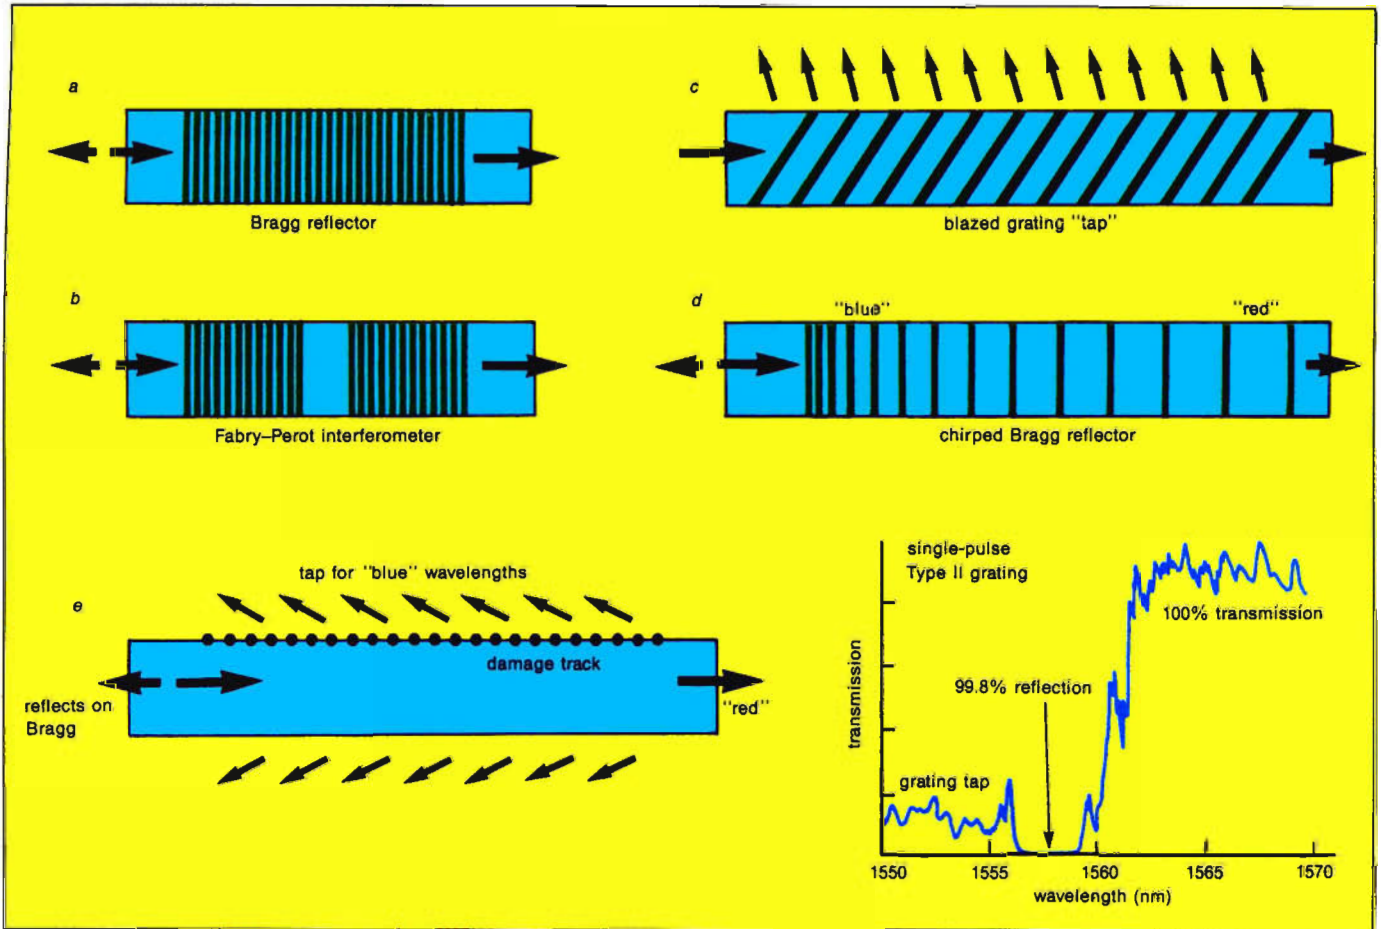 a
Bragg reflector
b
Fabry–Perot interferometer
c
blazed grating "tap"
d
"blue"
"red"
chirped Bragg reflector
e
tap for "blue" wavelengths
damage track
reflects on
Bragg
"red"
single-pulse
Type II grating
100% transmission
99.8% reflection
grating tap
transmission
1550
1555
1560
1565
1570
wavelength (nm)